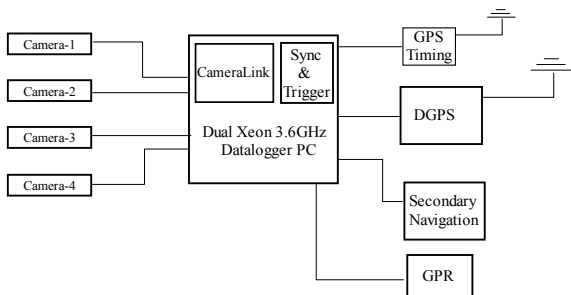 Camera-1
Camera-2
Camera-3
Camera-4
CameraLink
Sync
&
Trigger
Dual Xeon 3.6GHz
Datalogger PC
GPS
Timing
DGPS
Secondary
Navigation
GPR